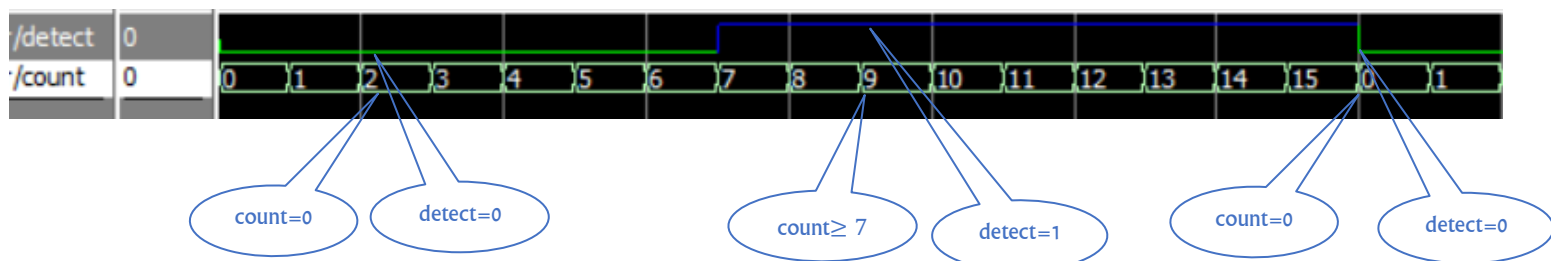 r/detect 0
r/count 0 0 1 2 3 4 5 6 7 8 9 10 11 12 13 14 15 0 1
count=0 detect=0 count≥ 7 detect=1 count=0 detect=0